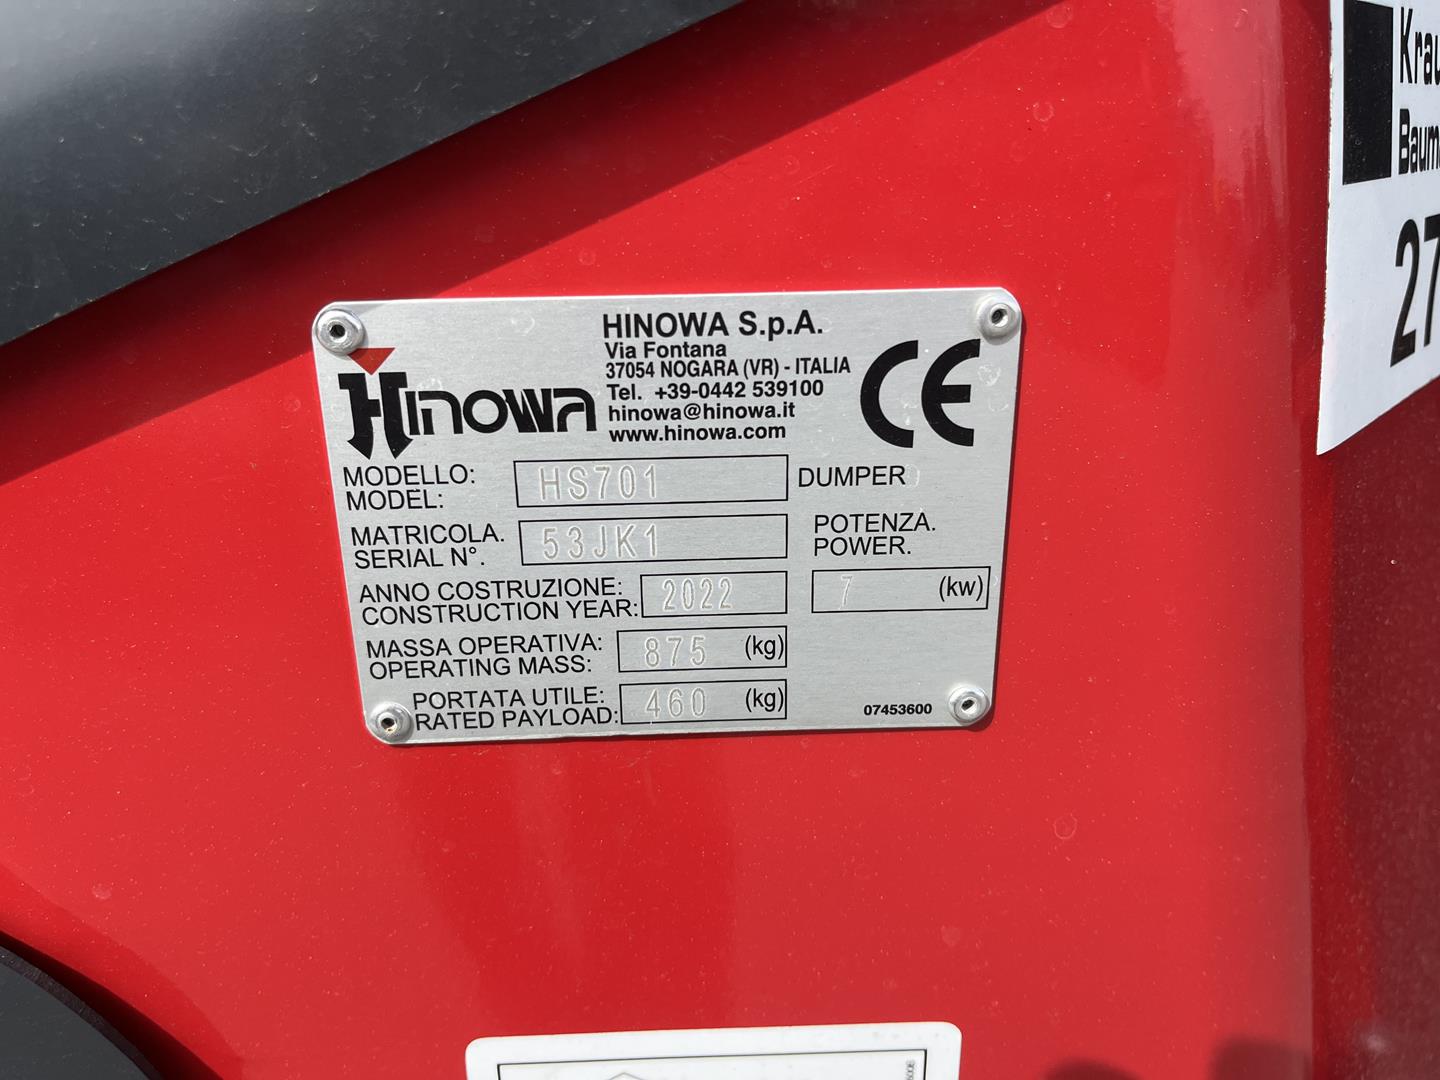 HINOWA S.p.A.
Via Fontana
37054 NOGARA (VR) - ITALIA
Tel. +39-0442 539100
hinowa@hinowa.it
www.hinowa.com
HINOWA
CE
MODELLO:
MODEL:
HS701
DUMPER
MATRICOLA.
SERIAL N°.
53JK1
POTENZA.
POWER.
7 (kw)
ANNO COSTRUZIONE:
CONSTRUCTION YEAR:
2022
MASSA OPERATIVA:
OPERATING MASS:
875 (kg)
PORTATA UTILE:
RATED PAYLOAD:
460 (kg)
07453600
27